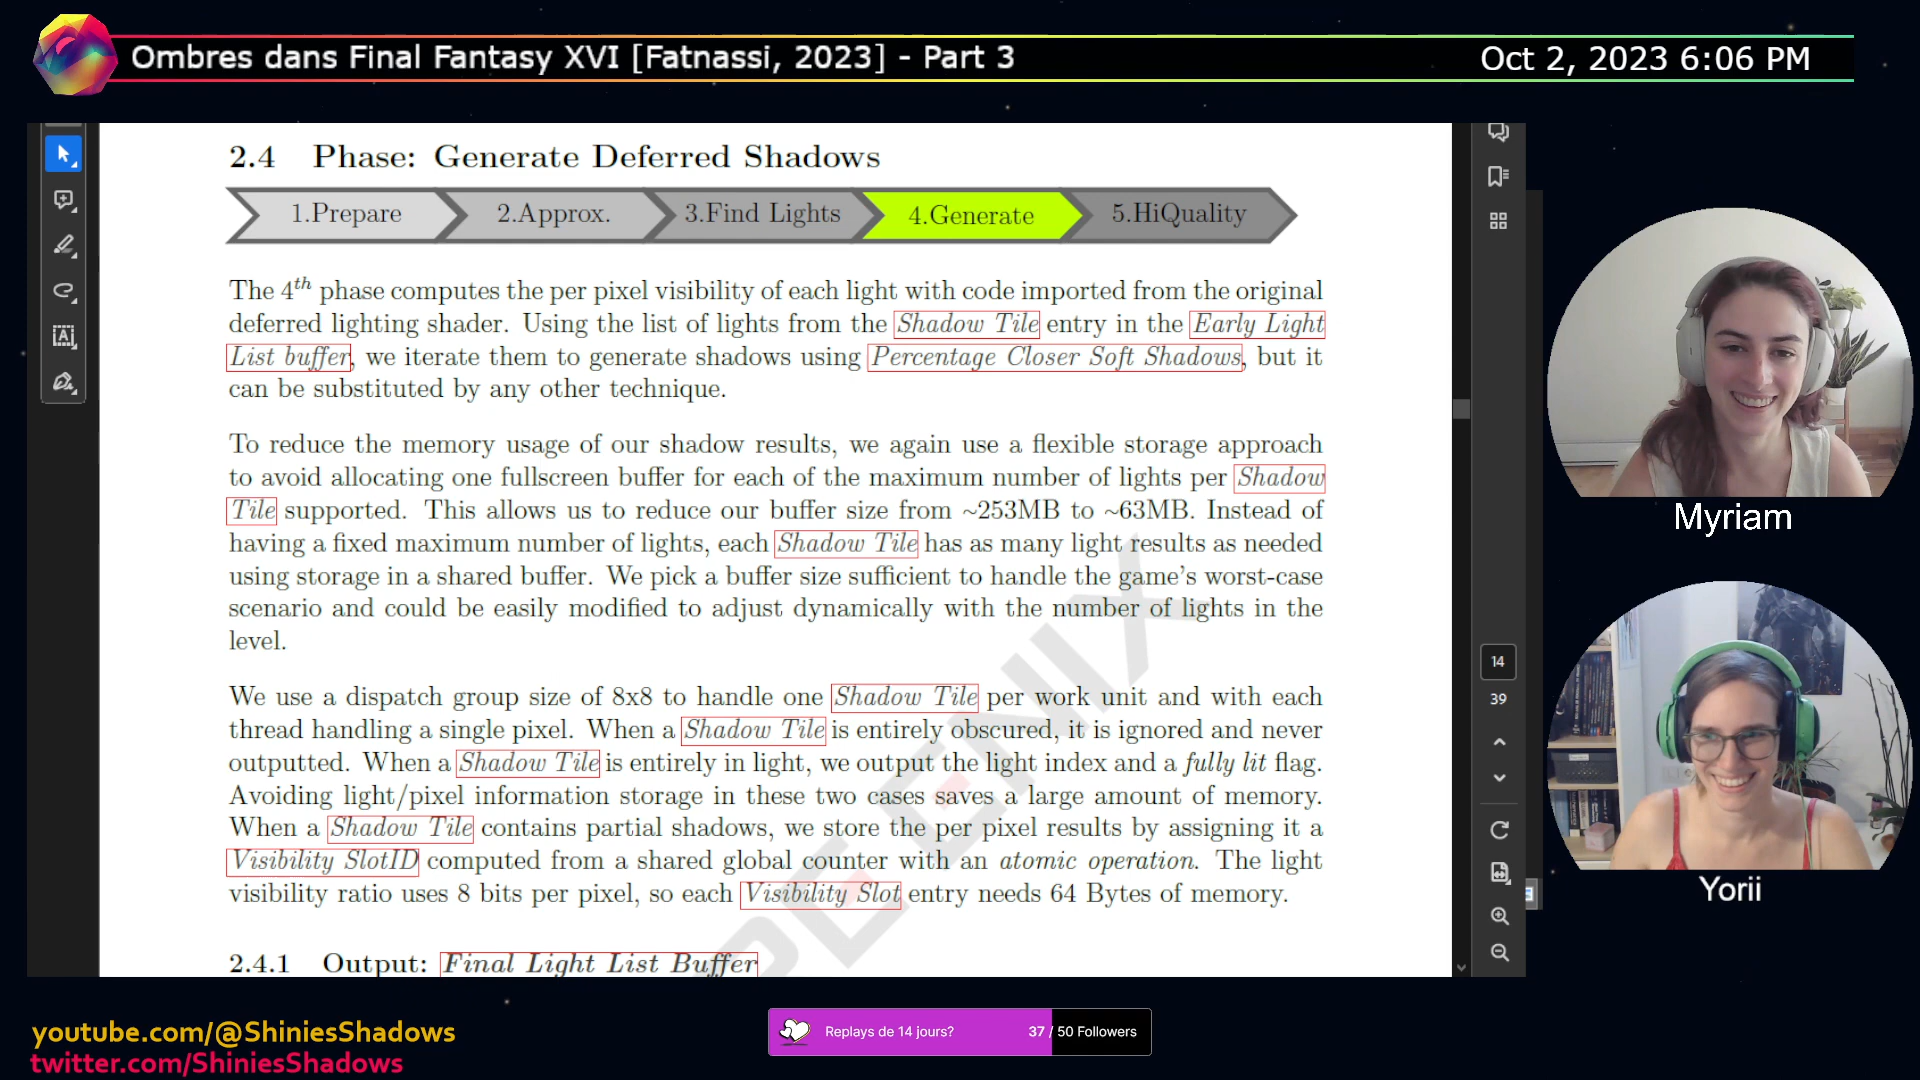 Ombres dans Final Fantasy XVI [Fatnassi, 2023] - Part 3
Oct 2, 2023 6:06 PM
2.4 Phase: Generate Deferred Shadows
1.Prepare
2.Approx.
3.Find Lights
4.Generate
5.HiQuality
The 4th phase computes the per pixel visibility of each light with code imported from the original
deferred lighting shader. Using the list of lights from the Shadow Tile entry in the Early Light
List buffer, we iterate them to generate shadows using Percentage Closer Soft Shadows, but it
can be substituted by any other technique.
To reduce the memory usage of our shadow results, we again use a flexible storage approach
to avoid allocating one fullscreen buffer for each of the maximum number of lights per Shadow
Tile supported. This allows us to reduce our buffer size from ~253MB to ~63MB. Instead of
having a fixed maximum number of lights, each Shadow Tile has as many light results as needed
using storage in a shared buffer. We pick a buffer size sufficient to handle the game's worst-case
scenario and could be easily modified to adjust dynamically with the number of lights in the
level.
We use a dispatch group size of 8x8 to handle one Shadow Tile per work unit and with each
thread handling a single pixel. When a Shadow Tile is entirely obscured, it is ignored and never
outputted. When a Shadow Tile is entirely in light, we output the light index and a fully lit flag.
Avoiding light/pixel information storage in these two cases saves a large amount of memory.
When a Shadow Tile contains partial shadows, we store the per pixel results by assigning it a
Visibility SlotID computed from a shared global counter with an atomic operation. The light
visibility ratio uses 8 bits per pixel, so each Visibility Slot entry needs 64 Bytes of memory.
2.4.1 Output: Final Light List Buffer
ENIX
14
39
Myriam
Yorii
youtube.com/@ShiniesShadows
twitter.com/ShiniesShadows
Replays de 14 jours?
37 / 50 Followers